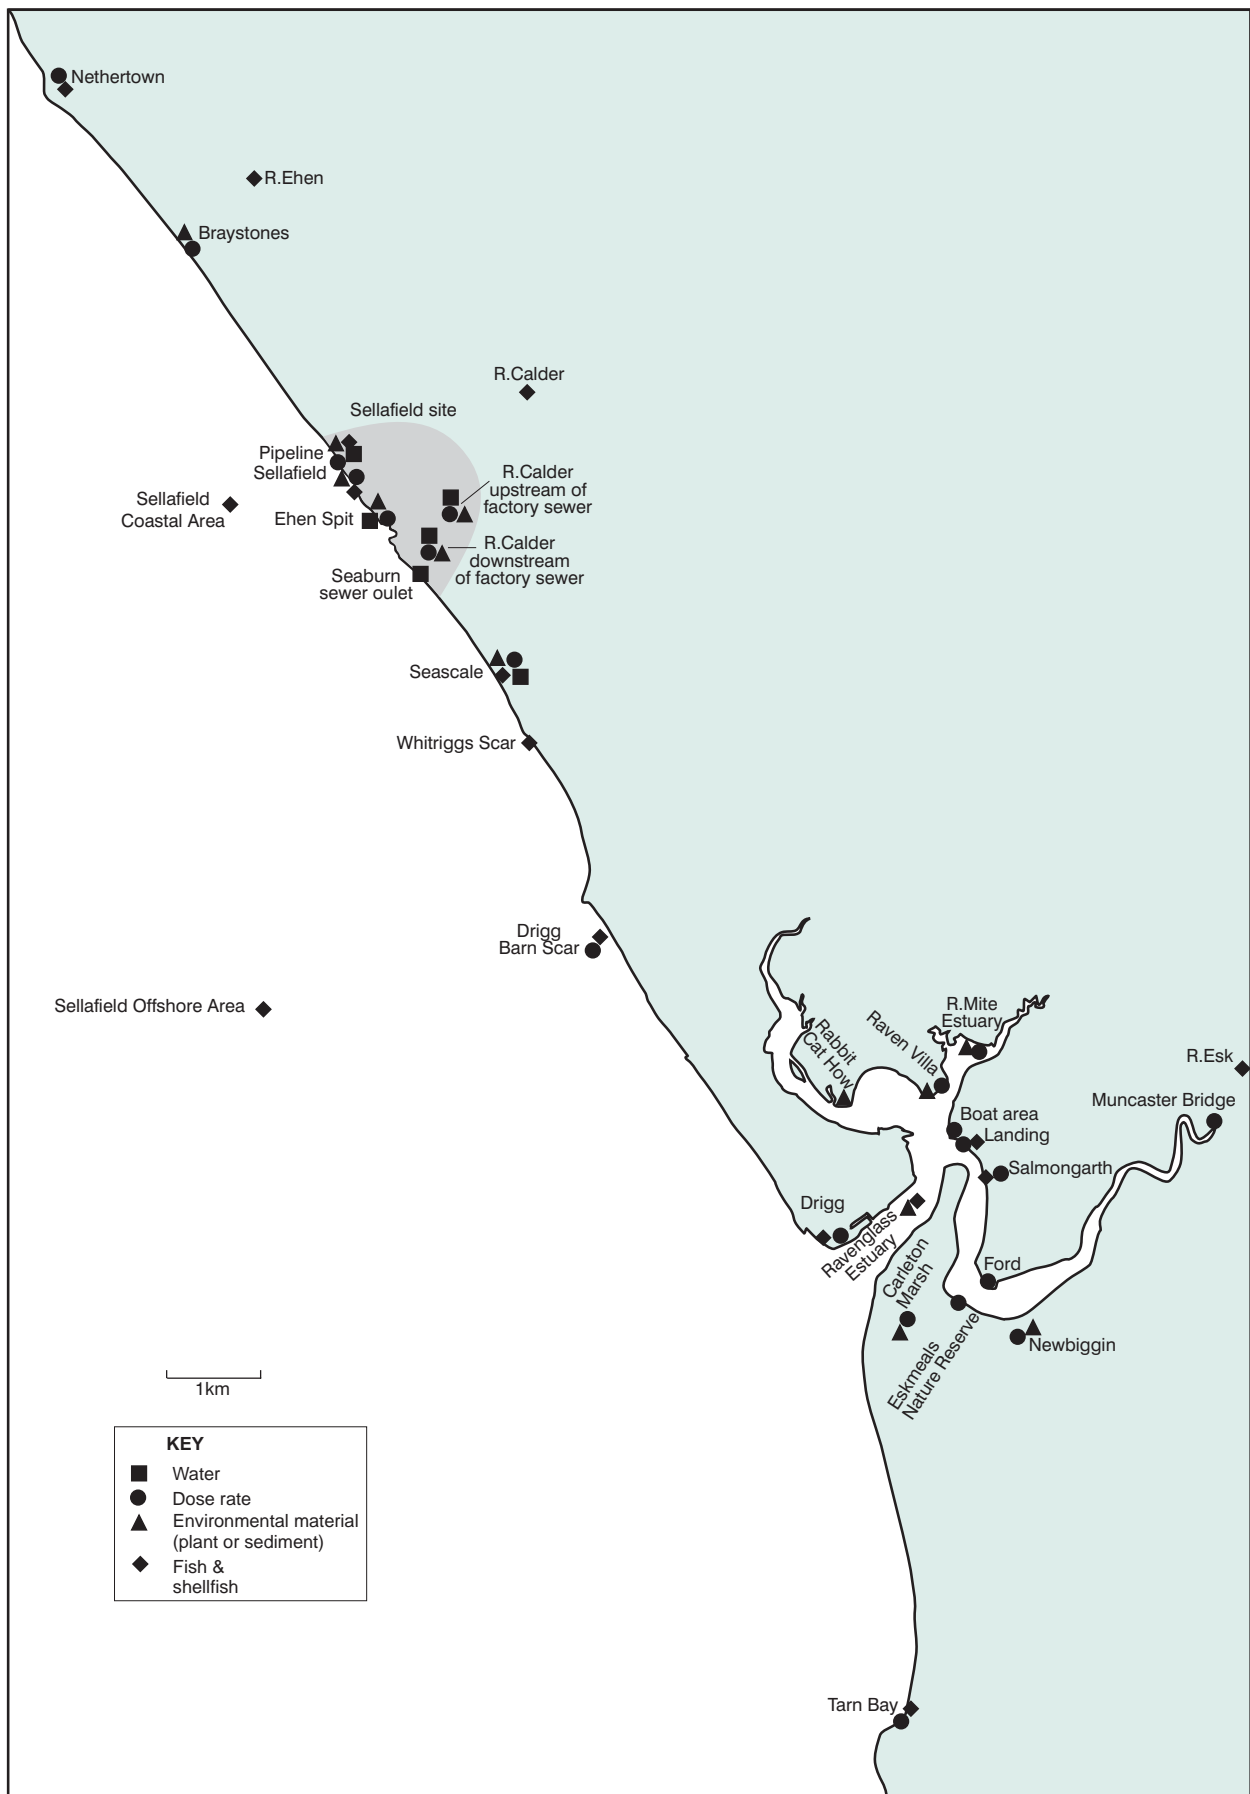 Nethertown
R.Ehen
Braystones
R.Calder
Sellafield site
Pipeline
Sellafield
R.Calder
upstream of
factory sewer
Sellafield
Coastal Area
Ehen Spit
R.Calder
downstream
of factory sewer
Seaburn
sewer oulet
Seascale
Whitriggs Scar
Drigg
Barn Scar
Sellafield Offshore Area
R.Mite
Estuary
Raven Villa
Rabbit
Cat How
R.Esk
Muncaster Bridge
Boat area
Landing
Salmongarth
Drigg
Ravenglass
Estuary
Carleton
Marsh
Ford
Eskmeals
Nature Reserve
Newbiggin
1km
KEY
Water
Dose rate
Environmental material
(plant or sediment)
Fish &
shellfish
Tarn Bay